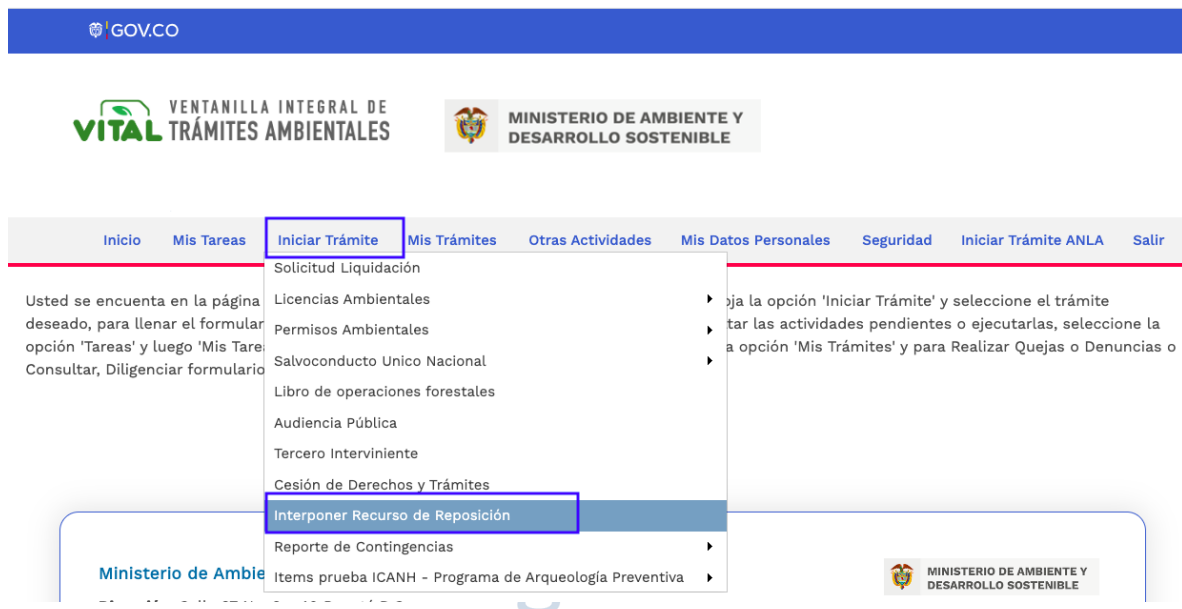 GOV.CO
VENTANILLA INTEGRAL DE
VITAL TRÁMITES AMBIENTALES
MINISTERIO DE AMBIENTE Y
DESARROLLO SOSTENIBLE
Inicio Mis Tareas Iniciar Trámite Mis Trámites Otras Actividades Mis Datos Personales Seguridad Iniciar Trámite ANLA Salir
Solicitud Liquidación
Usted se encuenta en la página
Licencias Ambientales
oja la opción 'Iniciar Trámite' y seleccione el trámite
deseado, para llenar el formular
Permisos Ambientales
tar las actividades pendientes o ejecutarlas, seleccione la
opción 'Tareas' y luego 'Mis Tare
Salvoconducto Unico Nacional
a opción 'Mis Trámites' y para Realizar Quejas o Denuncias o
Consultar, Diligenciar formulario
Libro de operaciones forestales
Audiencia Pública
Tercero Interviniente
Cesión de Derechos y Trámites
Interponer Recurso de Reposición
Reporte de Contingencias
Items prueba ICANH - Programa de Arqueología Preventiva
Ministerio de Ambie
MINISTERIO DE AMBIENTE Y
DESARROLLO SOSTENIBLE